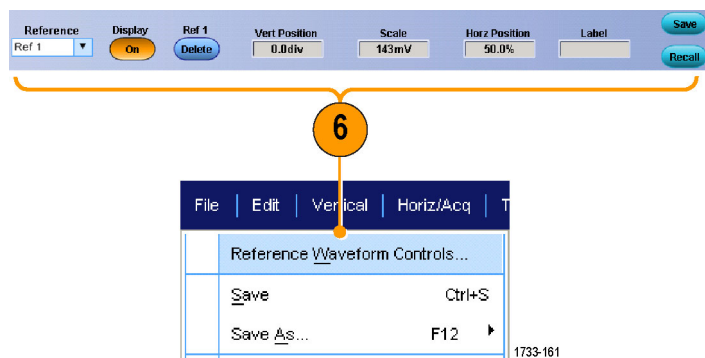 Reference Display Ref 1 Vert Position Scale Horz Position Label Save
Ref 1 On Delete 0.0div 143mV 50.0% Recall
6
File Edit Vertical Horiz/Acq T
Reference Waveform Controls...
Save Ctrl+S
Save As... F12
1733-161